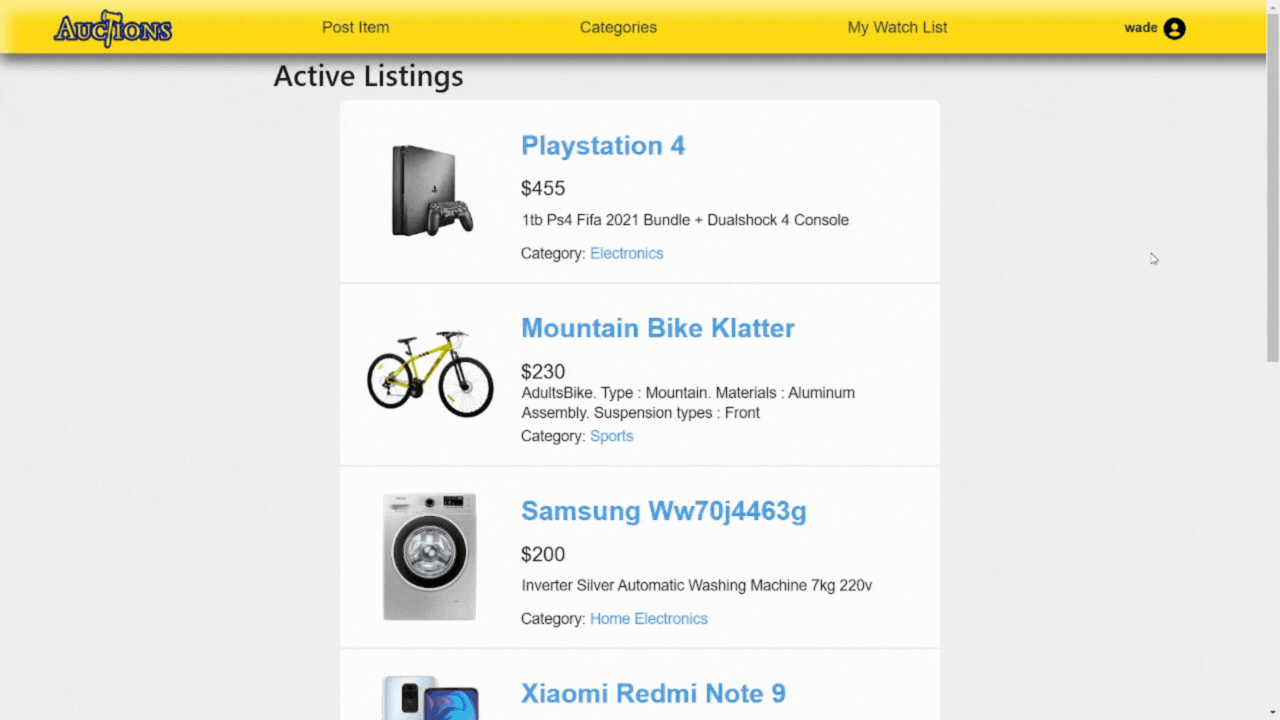 AUCTIONS
Post Item
Categories
My Watch List
wade
Active Listings
Playstation 4
$455
1tb Ps4 Fifa 2021 Bundle + Dualshock 4 Console
Category: Electronics
Mountain Bike Klatter
$230
AdultsBike. Type : Mountain. Materials : Aluminum
Assembly. Suspension types : Front
Category: Sports
Samsung Ww70j4463g
$200
Inverter Silver Automatic Washing Machine 7kg 220v
Category: Home Electronics
Xiaomi Redmi Note 9